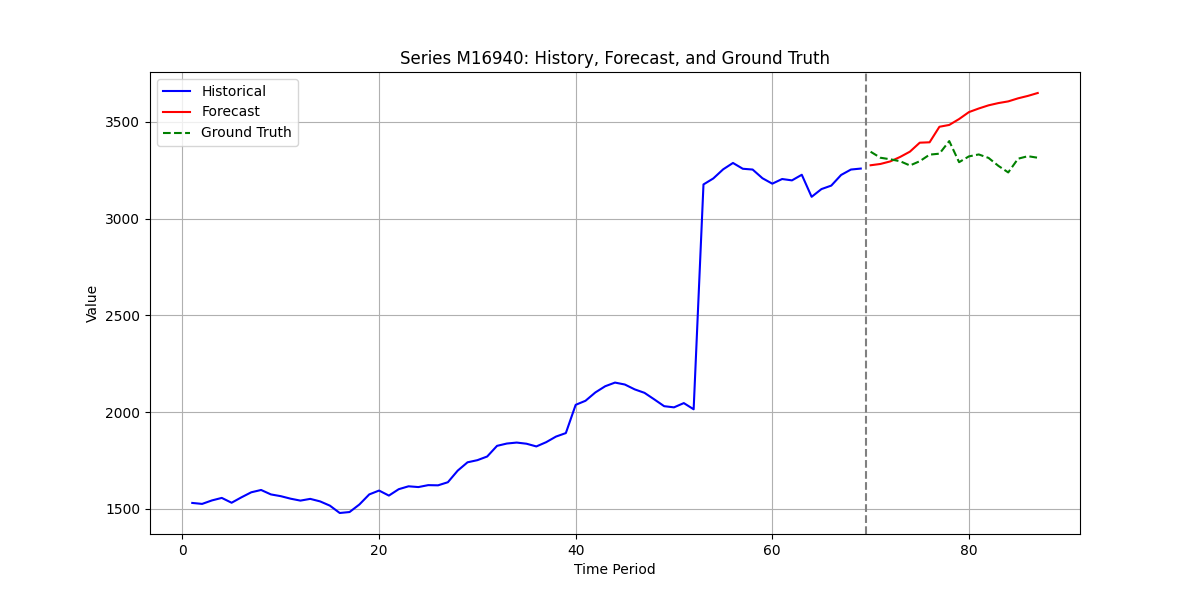 Series M16940: History, Forecast, and Ground Truth
Historical
Forecast
Ground Truth
Value
3500
3000
2500
2000
1500
0 20 40 60 80
Time Period